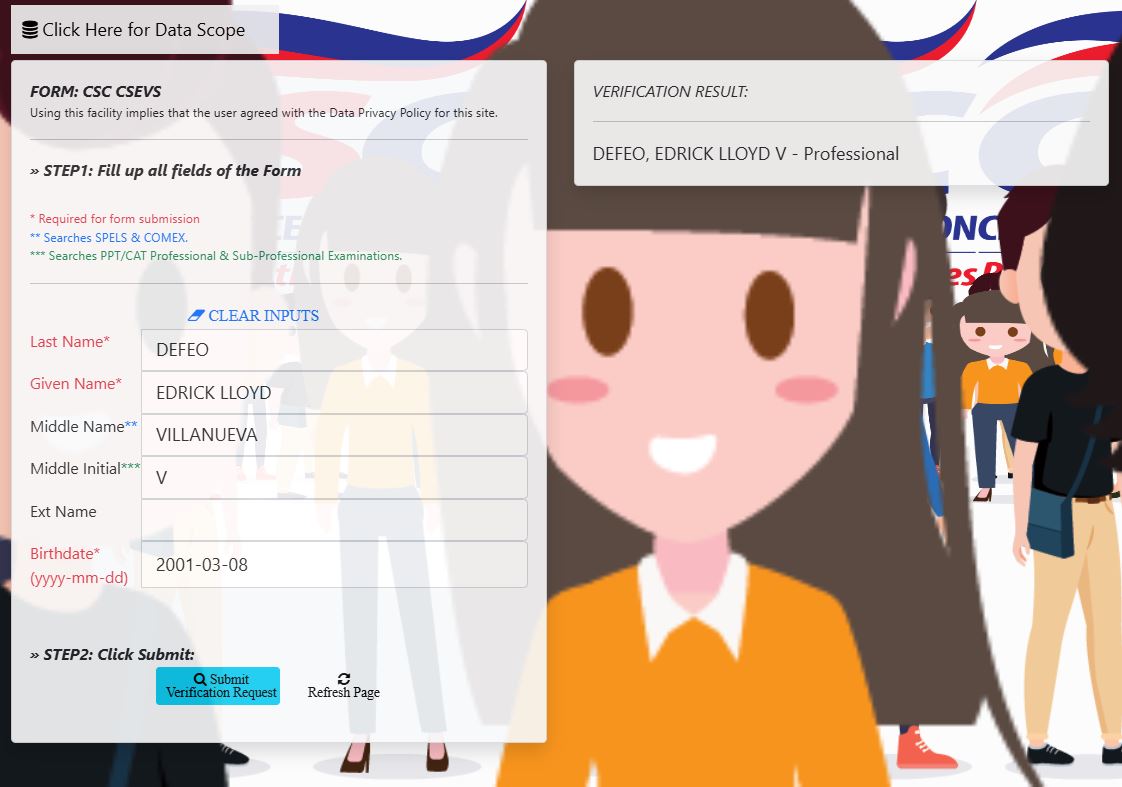 Click Here for Data Scope
FORM: CSC CSEVS
Using this facility implies that the user agreed with the Data Privacy Policy for this site.
» STEP1: Fill up all fields of the Form
* Required for form submission
** Searches SPELS & COMEX.
*** Searches PPT/CAT Professional & Sub-Professional Examinations.
CLEAR INPUTS
Last Name* DEFEO
Given Name* EDRICK LLOYD
Middle Name** VILLANUEVA
Middle Initial*** V
Ext Name
Birthdate*
(yyyy-mm-dd) 2001-03-08
» STEP2: Click Submit:
Submit
Verification Request
Refresh Page
VERIFICATION RESULT:
DEFEO, EDRICK LLOYD V - Professional